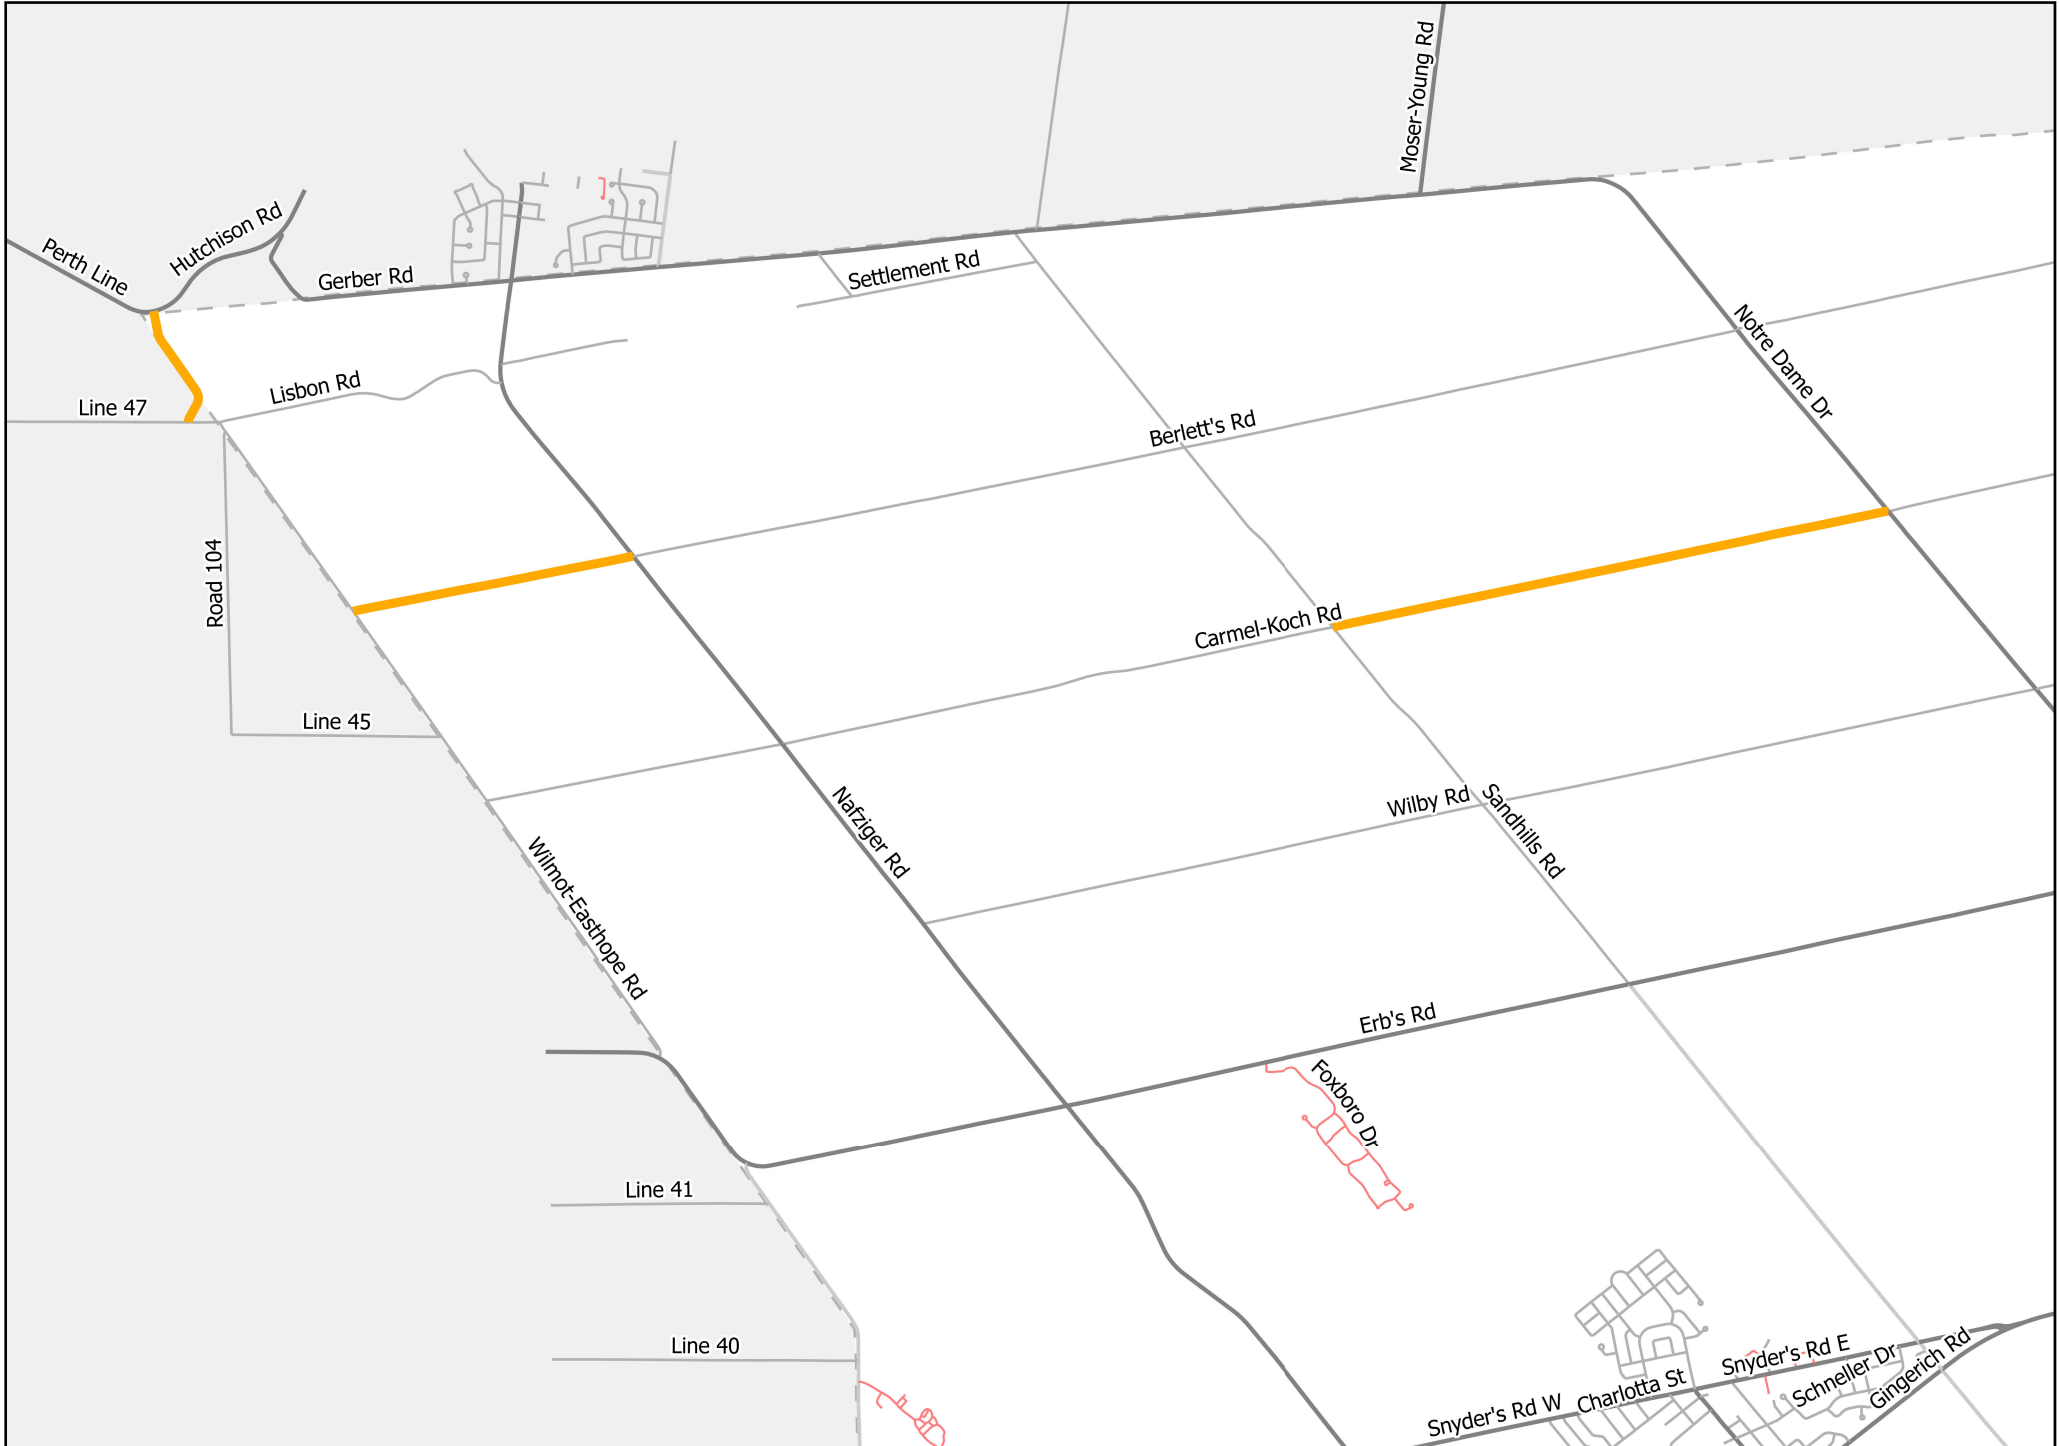 Moser-Young Rd
Hutchison Rd
Perth Line
Gerber Rd
Settlement Rd
Notre Dame Dr
Lisbon Rd
Line 47
Berlett's Rd
Road 104
Carmel-Koch Rd
Line 45
Nafziger Rd
Wilby Rd
Sandhills Rd
Wilmot-Easthope Rd
Erb's Rd
Foxboro Dr
Line 41
Line 40
Snyder's Rd E
Schneller Dr
Gingerich Rd
Charlotta St
Snyder's Rd W